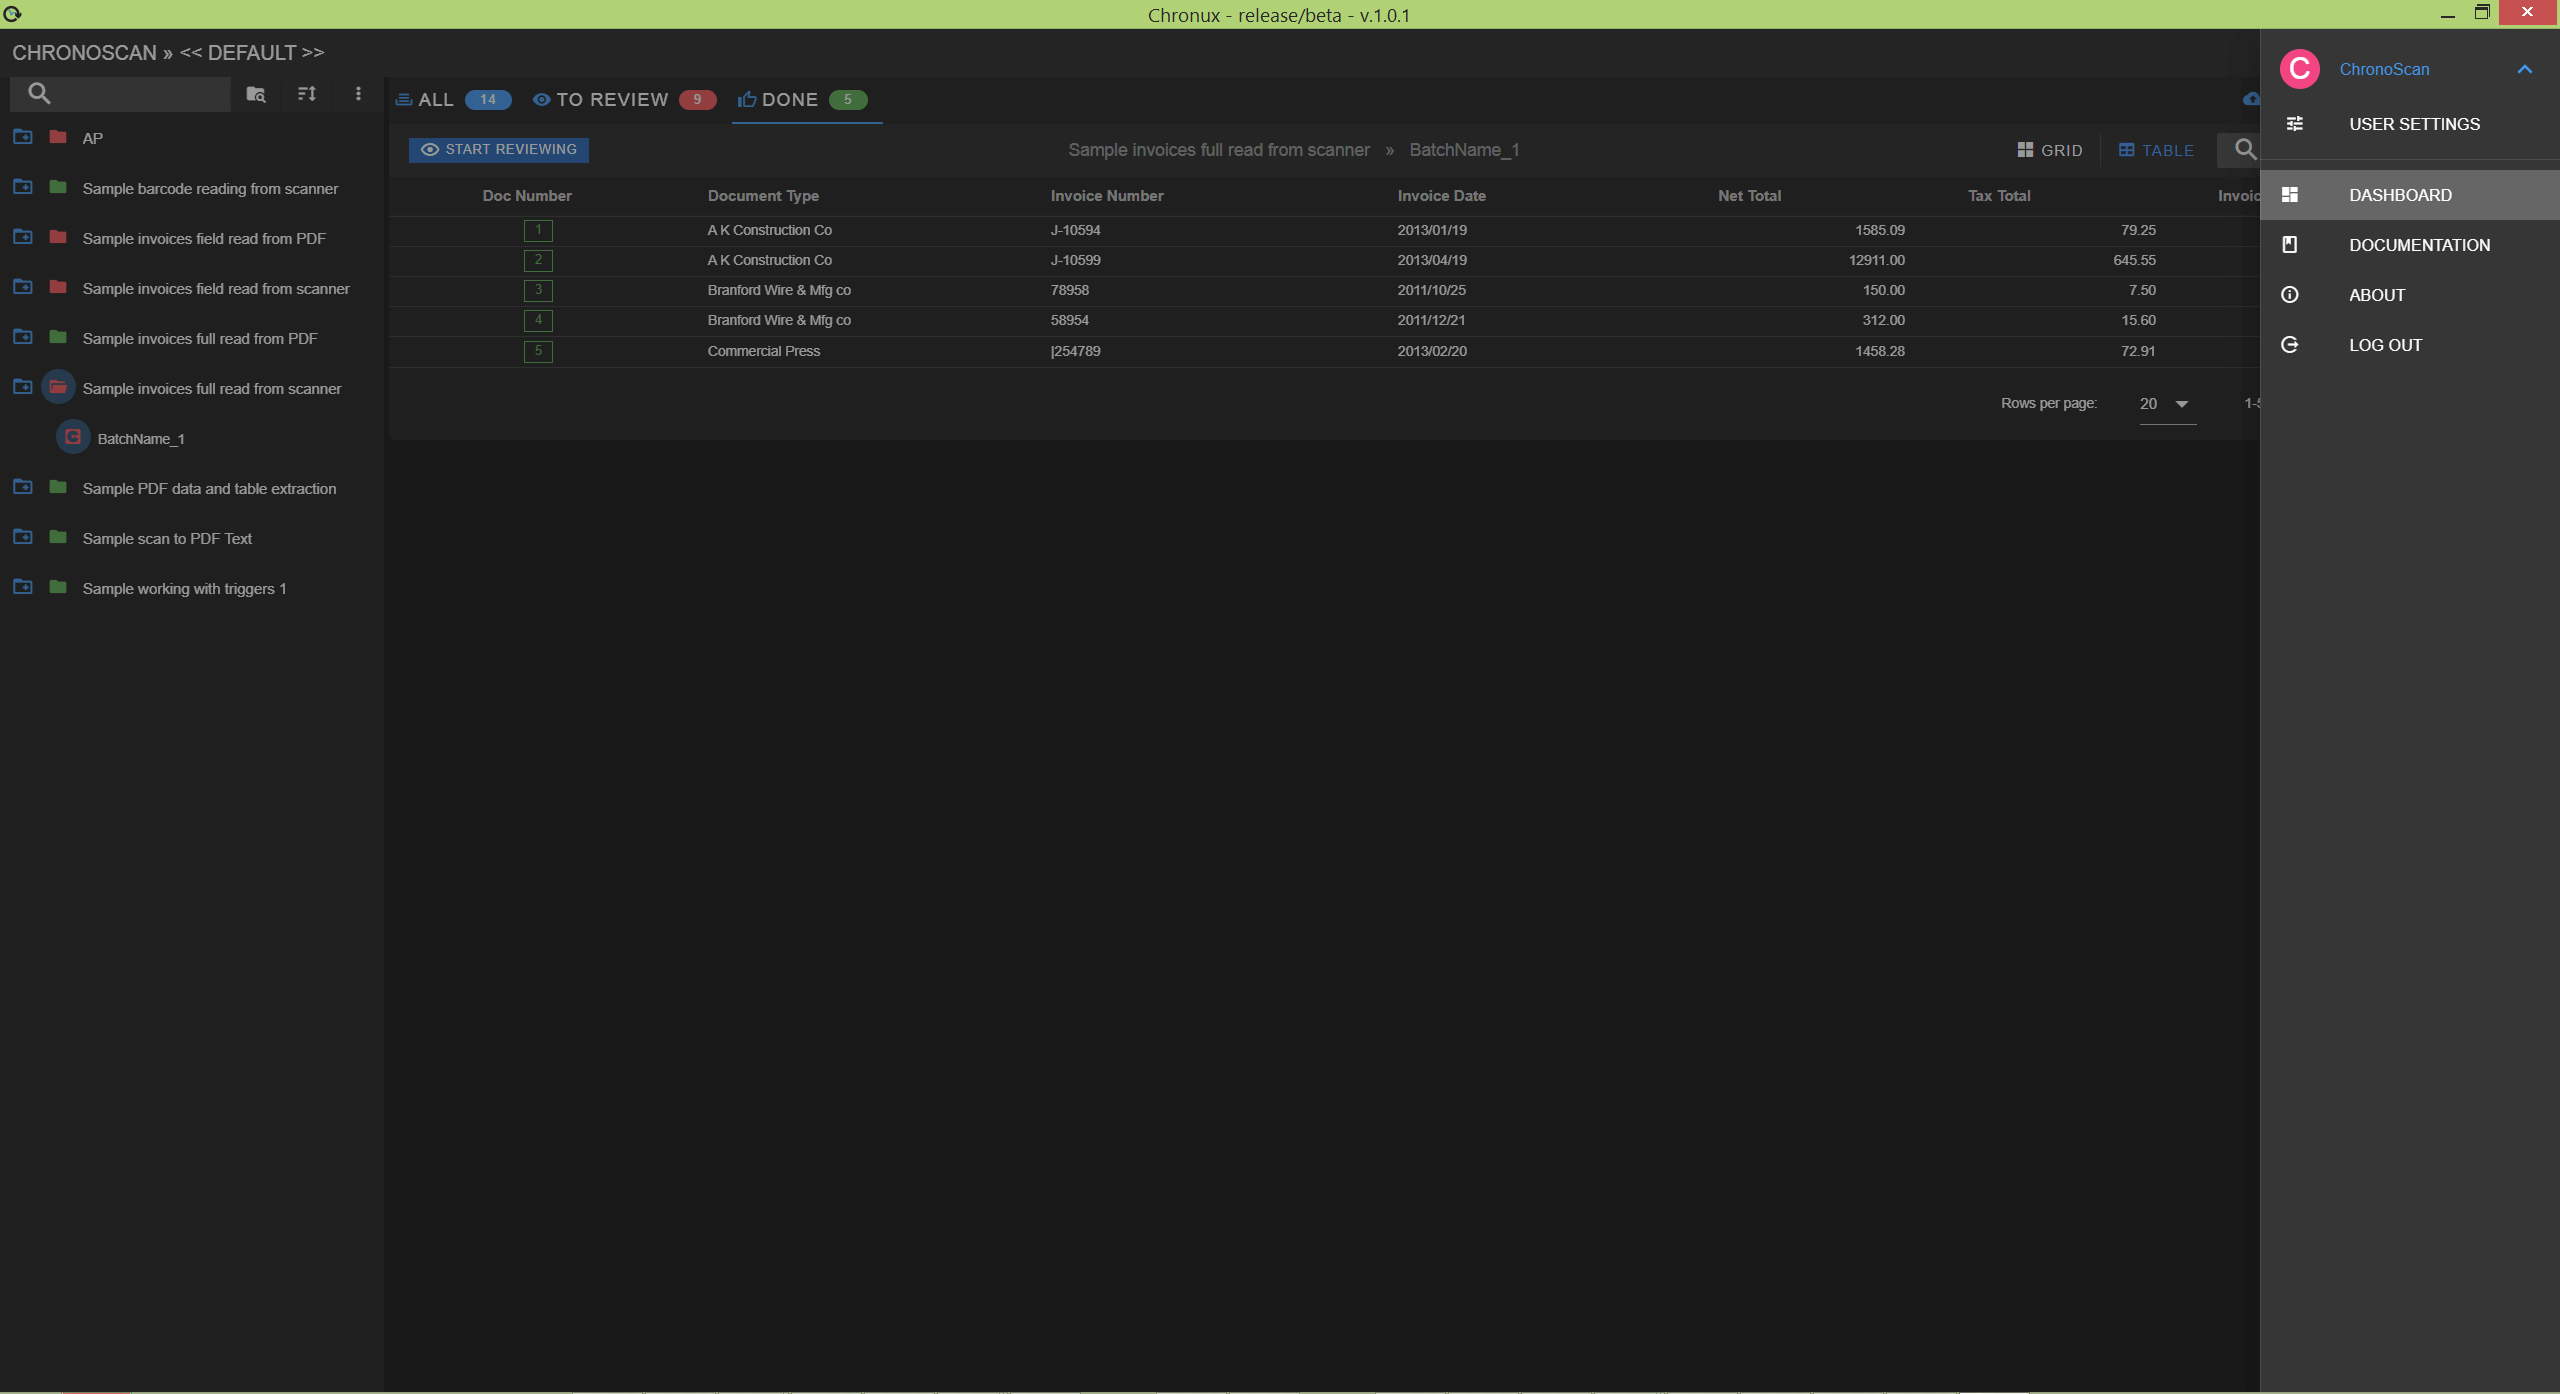 Chronux - release/beta - v.1.0.1
CHRONOSCAN » << DEFAULT >>
AP
Sample barcode reading from scanner
Sample invoices field read from PDF
Sample invoices field read from scanner
Sample invoices full read from PDF
Sample invoices full read from scanner
BatchName_1
Sample PDF data and table extraction
Sample scan to PDF Text
Sample working with triggers 1
ALL 14 TO REVIEW 9 DONE 5
START REVIEWING Sample invoices full read from scanner » BatchName_1 GRID TABLE
Doc Number Document Type Invoice Number Invoice Date Net Total Tax Total Invoic
1 A K Construction Co J-10594 2013/01/19 1585.09 79.25
2 A K Construction Co J-10599 2013/04/19 12911.00 645.55
3 Branford Wire & Mfg co 78958 2011/10/25 150.00 7.50
4 Branford Wire & Mfg co 58954 2011/12/21 312.00 15.60
5 Commercial Press |254789 2013/02/20 1458.28 72.91
Rows per page: 20 1-5
C ChronoScan
USER SETTINGS
DASHBOARD
DOCUMENTATION
ABOUT
LOG OUT